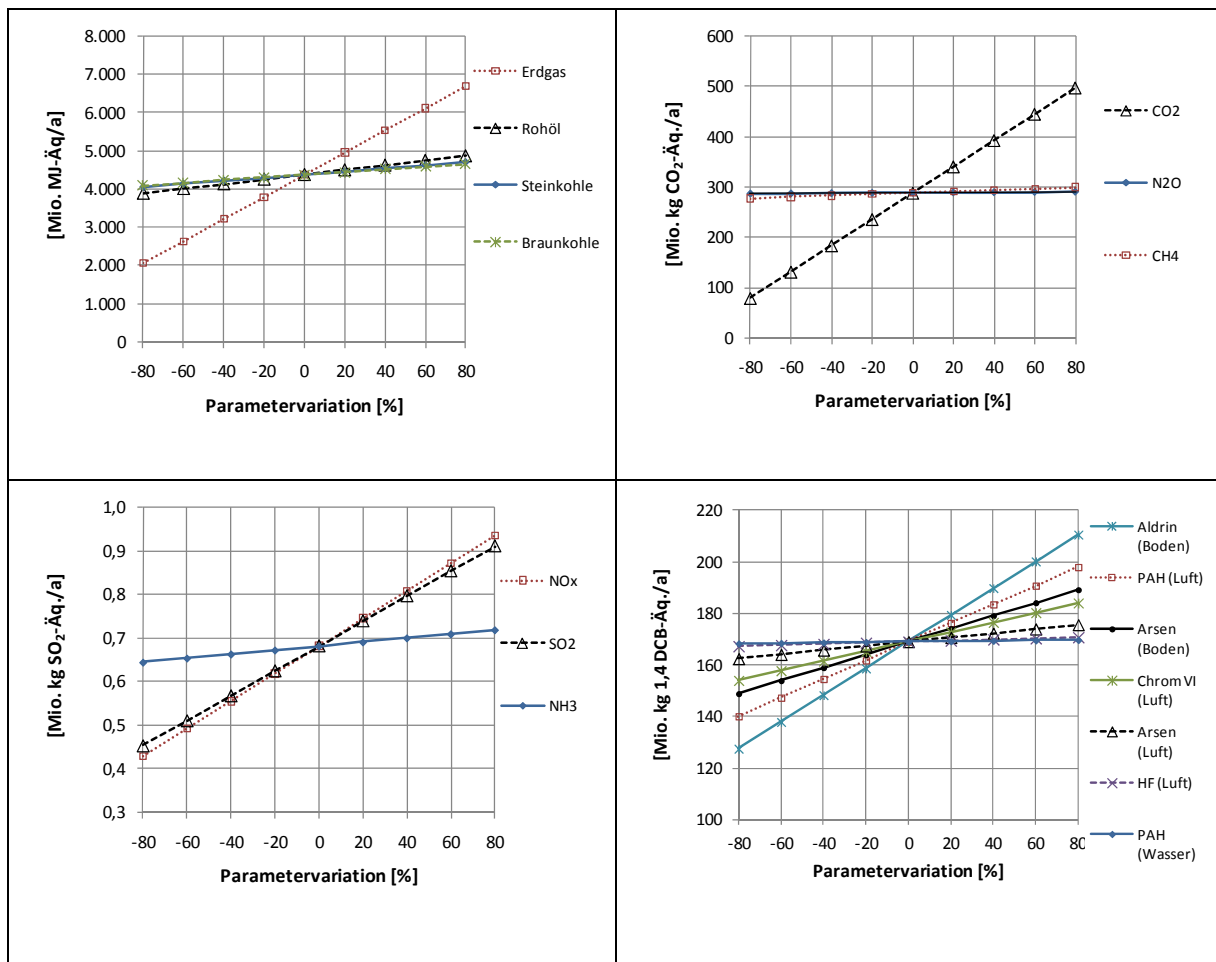 [Mio. MJ-Äq/a]
8.000
7.000
6.000
5.000
4.000
3.000
2.000
1.000
0
-80 -60 -40 -20 0 20 40 60 80
Parametervariation [%]
Erdgas
Rohöl
Steinkohle
Braunkohle
[Mio. kg CO₂-Äq./a]
600
500
400
300
200
100
0
-80 -60 -40 -20 0 20 40 60 80
Parametervariation [%]
CO2
N2O
CH4
[Mio. kg SO₂-Äq./a]
1,0
0,9
0,8
0,7
0,6
0,5
0,4
0,3
-80 -60 -40 -20 0 20 40 60 80
Parametervariation [%]
NOx
SO2
NH3
[Mio. kg 1,4 DCB-Äq./a]
220
200
180
160
140
120
100
-80 -60 -40 -20 0 20 40 60 80
Parametervariation [%]
Aldrin
(Boden)
PAH (Luft)
Arsen
(Boden)
Chrom VI
(Luft)
Arsen
(Luft)
HF (Luft)
PAH
(Wasser)